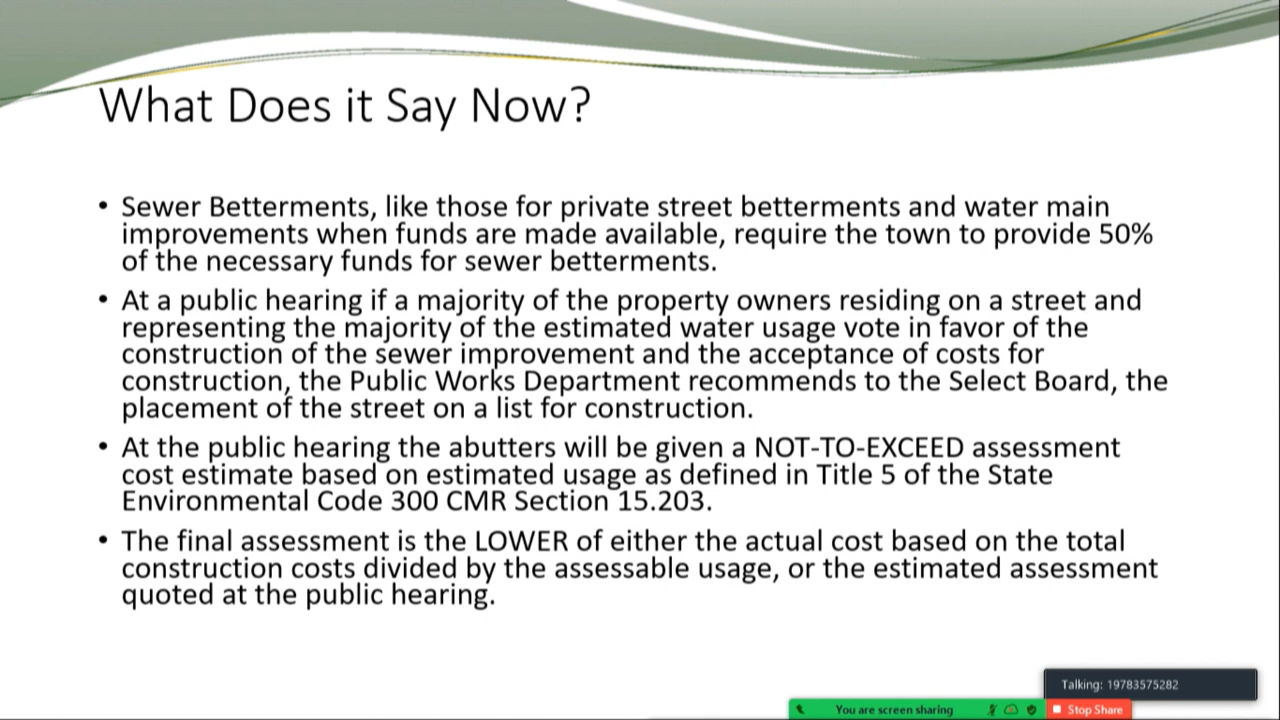 What Does it Say Now?
• Sewer Betterments, like those for private street betterments and water main
improvements when funds are made available, require the town to provide 50%
of the necessary funds for sewer betterments.
• At a public hearing if a majority of the property owners residing on a street and
representing the majority of the estimated water usage vote in favor of the
construction of the sewer improvement and the acceptance of costs for
construction, the Public Works Department recommends to the Select Board, the
placement of the street on a list for construction.
• At the public hearing the abutters will be given a NOT-TO-EXCEED assessment
cost estimate based on estimated usage as defined in Title 5 of the State
Environmental Code 300 CMR Section 15.203.
• The final assessment is the LOWER of either the actual cost based on the total
construction costs divided by the assessable usage, or the estimated assessment
quoted at the public hearing.
Talking: 19783575282
You are screen sharing
Stop Share